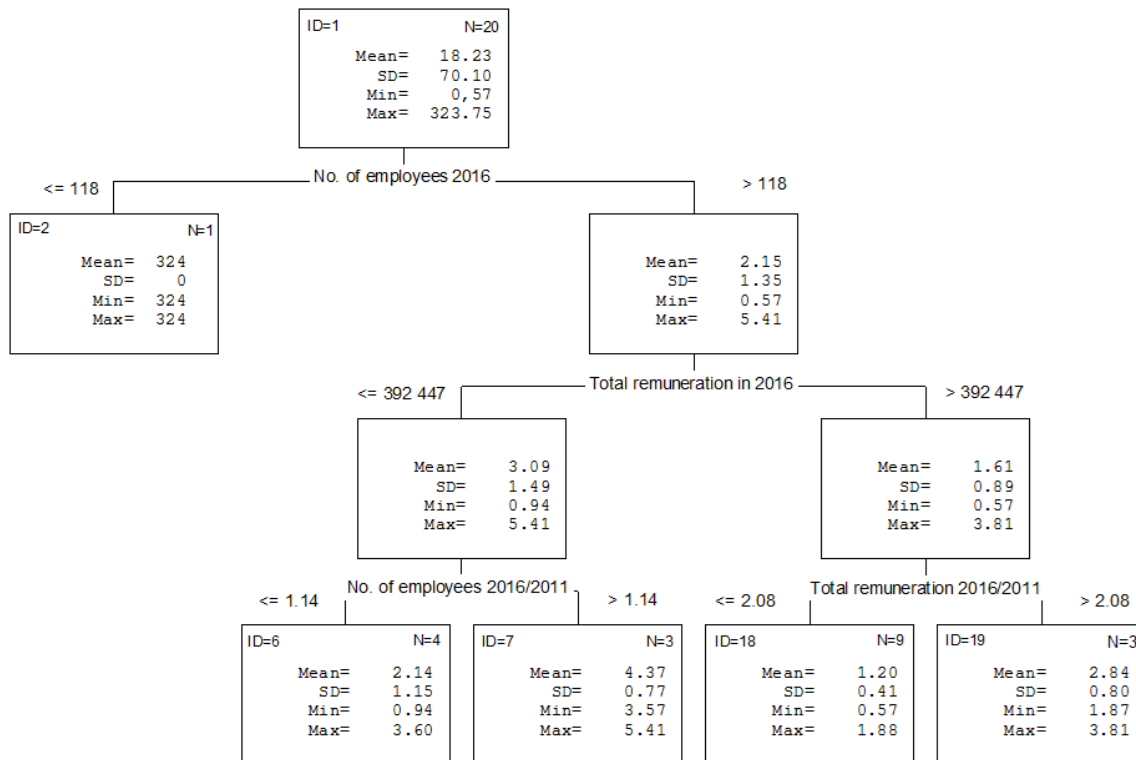 ID=1 N=20
Mean= 18.23
SD= 70.10
Min= 0,57
Max= 323.75
No. of employees 2016
<= 118
> 118
ID=2 N=1
Mean= 324
SD= 0
Min= 324
Max= 324
Mean= 2.15
SD= 1.35
Min= 0.57
Max= 5.41
Total remuneration in 2016
<= 392 447
> 392 447
Mean= 3.09
SD= 1.49
Min= 0.94
Max= 5.41
Mean= 1.61
SD= 0.89
Min= 0.57
Max= 3.81
No. of employees 2016/2011
<= 1.14
> 1.14
Total remuneration 2016/2011
<= 2.08
> 2.08
ID=6 N=4
Mean= 2.14
SD= 1.15
Min= 0.94
Max= 3.60
ID=7 N=3
Mean= 4.37
SD= 0.77
Min= 3.57
Max= 5.41
ID=18 N=9
Mean= 1.20
SD= 0.41
Min= 0.57
Max= 1.88
ID=19 N=3
Mean= 2.84
SD= 0.80
Min= 1.87
Max= 3.81